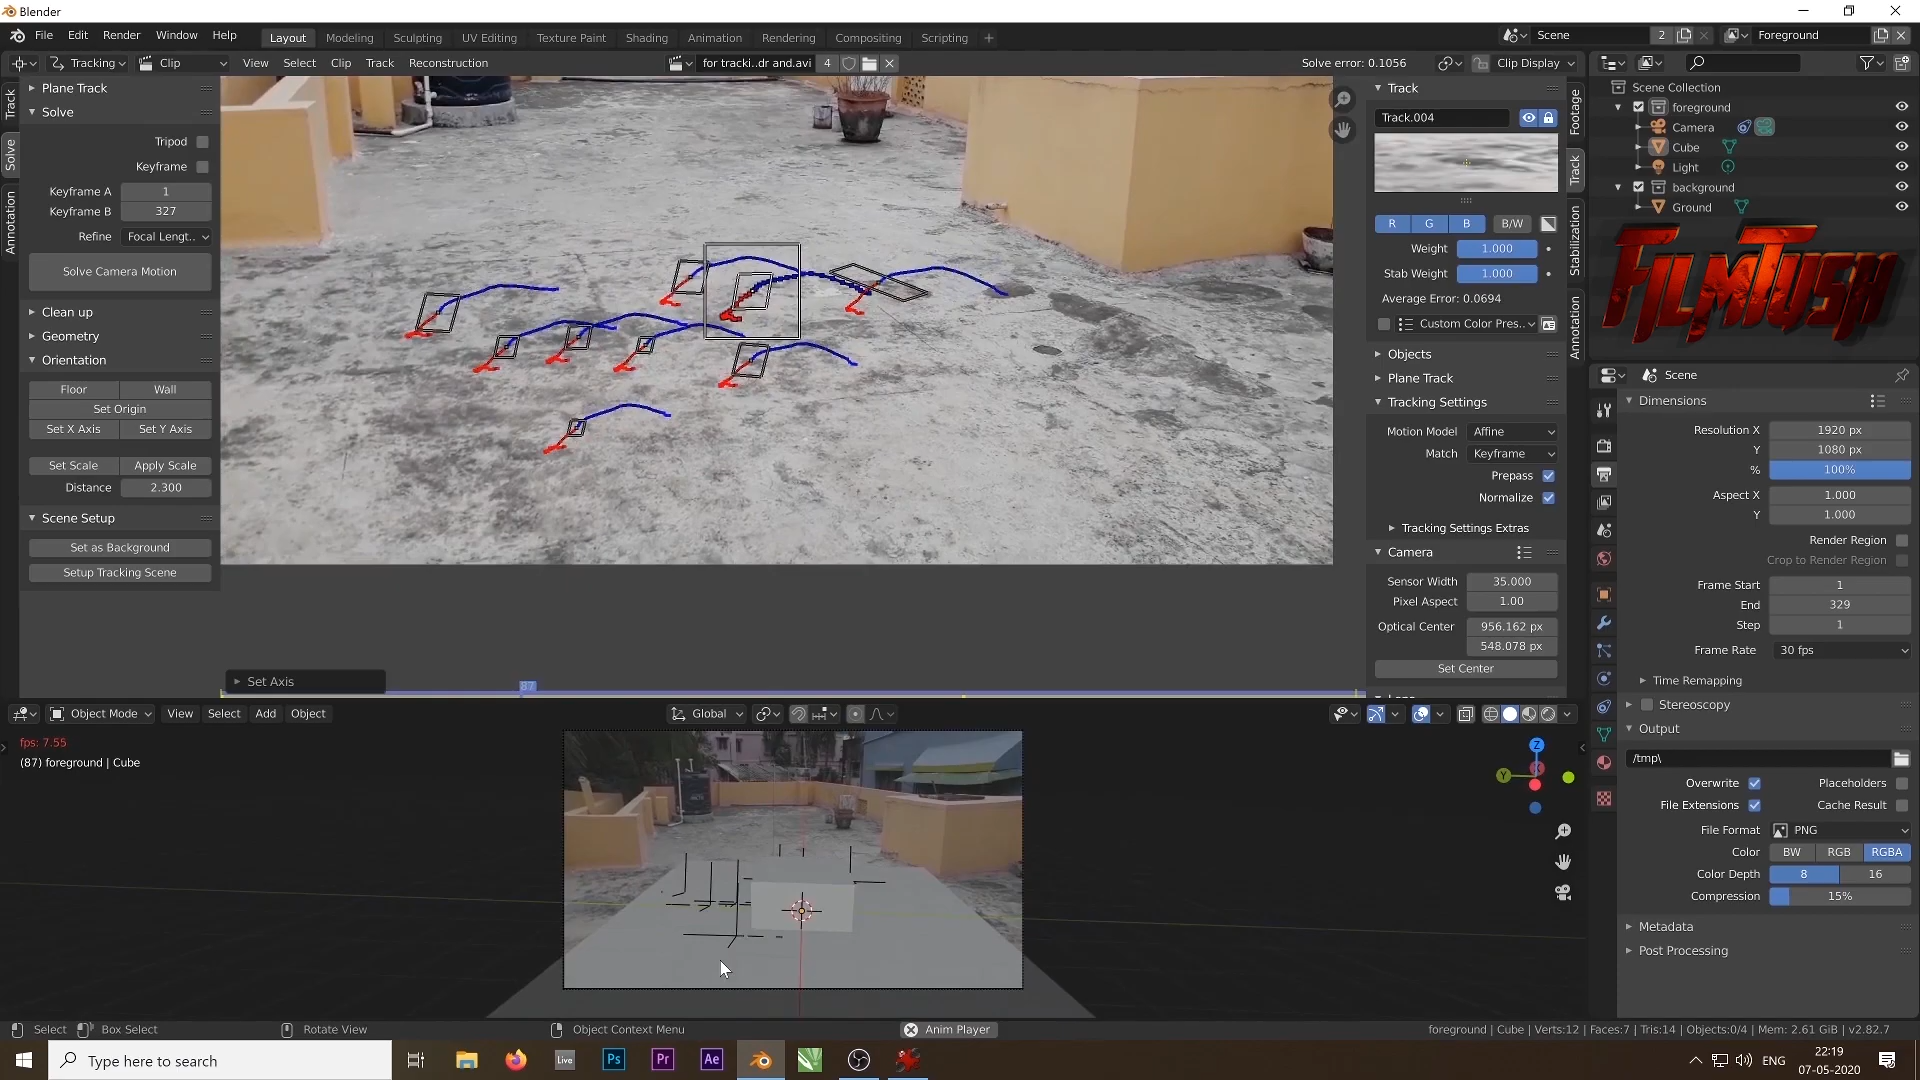 Blender
File Edit Render Window Help
Layout Modeling Sculpting UV Editing Texture Paint Shading Animation Rendering Compositing Scripting +
Scene 2
Foreground
Tracking Clip View Select Clip Track Reconstruction
for tracki..dr and.avi 4
Solve error: 0.1056
Clip Display
Track
Solve
Annotation
Plane Track
Solve
Tripod
Keyframe
Keyframe A 1
Keyframe B 327
Refine Focal Lengt..
Solve Camera Motion
Clean up
Geometry
Orientation
Floor Wall
Set Origin
Set X Axis Set Y Axis
Set Scale Apply Scale
Distance 2.300
Scene Setup
Set as Background
Setup Tracking Scene
Set Axis
87
Track
Track.004
R G B B/W
Weight 1.000
Stab Weight 1.000
Average Error: 0.0694
Custom Color Pres..
Objects
Plane Track
Tracking Settings
Motion Model Affine
Match Keyframe
Prepass
Normalize
Tracking Settings Extras
Camera
Sensor Width 35.000
Pixel Aspect 1.00
Optical Center 956.162 px
548.078 px
Set Center
Footage
Track
Stabilization
Annotation
Scene Collection
foreground
Camera
Cube
Light
background
Ground
FILMTUSH
Scene
Dimensions
Resolution X 1920 px
Y 1080 px
% 100%
Aspect X 1.000
Y 1.000
Render Region
Crop to Render Region
Frame Start 1
End 329
Step 1
Frame Rate 30 fps
Time Remapping
Stereoscopy
Output
/tmp\
Overwrite Placeholders
File Extensions Cache Result
File Format PNG
Color BW RGB RGBA
Color Depth 8 16
Compression 15%
Metadata
Post Processing
Object Mode View Select Add Object
Global
fps: 7.55
(87) foreground | Cube
Z
Y
Select Box Select Rotate View Object Context Menu Anim Player
foreground | Cube | Verts:12 | Faces:7 | Tris:14 | Objects:0/4 | Mem: 2.61 GiB | v2.82.7
Type here to search
Live Ps Pr Ae
ENG
22:19
07-05-2020